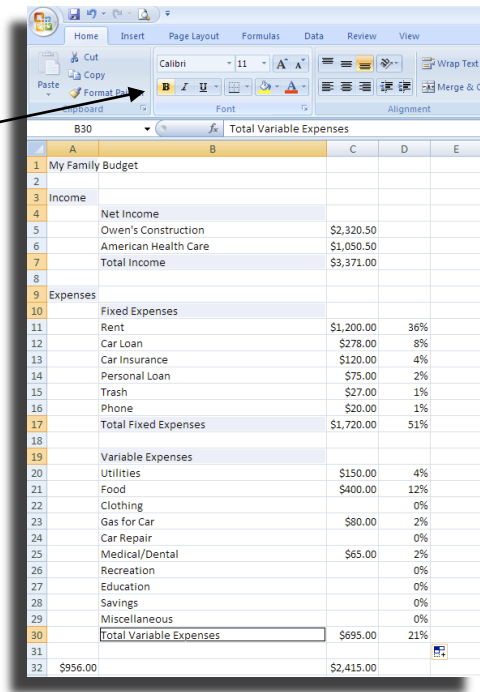 Home Insert Page Layout Formulas Data Review View
Cut
Copy
Format
Paste
Calibri 11 A A
B I U A
Wrap Text
Merge &
Clipboard Font Alignment
B30 fx Total Variable Expenses
A B C D E
1 My Family Budget
2
3 Income
4 Net Income
5 Owen's Construction $2,320.50
6 American Health Care $1,050.50
7 Total Income $3,371.00
8
9 Expenses
10 Fixed Expenses
11 Rent $1,200.00 36%
12 Car Loan $278.00 8%
13 Car Insurance $120.00 4%
14 Personal Loan $75.00 2%
15 Trash $27.00 1%
16 Phone $20.00 1%
17 Total Fixed Expenses $1,720.00 51%
18
19 Variable Expenses
20 Utilities $150.00 4%
21 Food $400.00 12%
22 Clothing 0%
23 Gas for Car $80.00 2%
24 Car Repair 0%
25 Medical/Dental $65.00 2%
26 Recreation 0%
27 Education 0%
28 Savings 0%
29 Miscellaneous 0%
30 Total Variable Expenses $695.00 21%
31
32 $956.00 $2,415.00